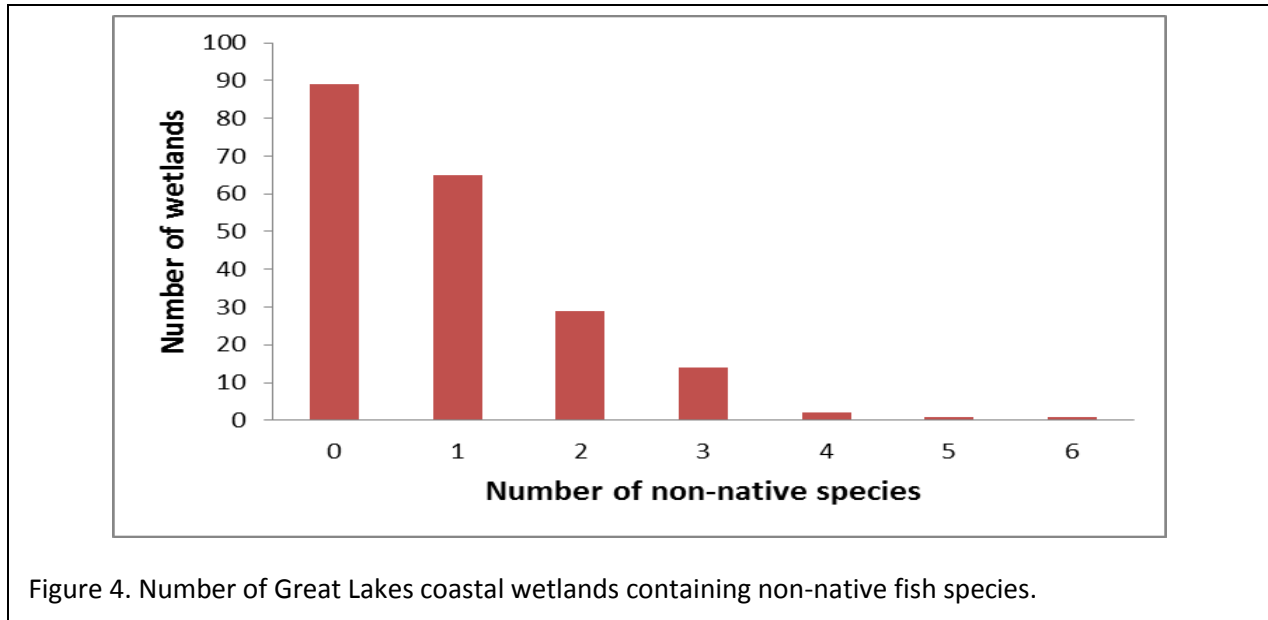 100
90
80
70
60
50
40
30
20
10
0
Number of wetlands
0 1 2 3 4 5 6
Number of non-native species
Figure 4. Number of Great Lakes coastal wetlands containing non-native fish species.